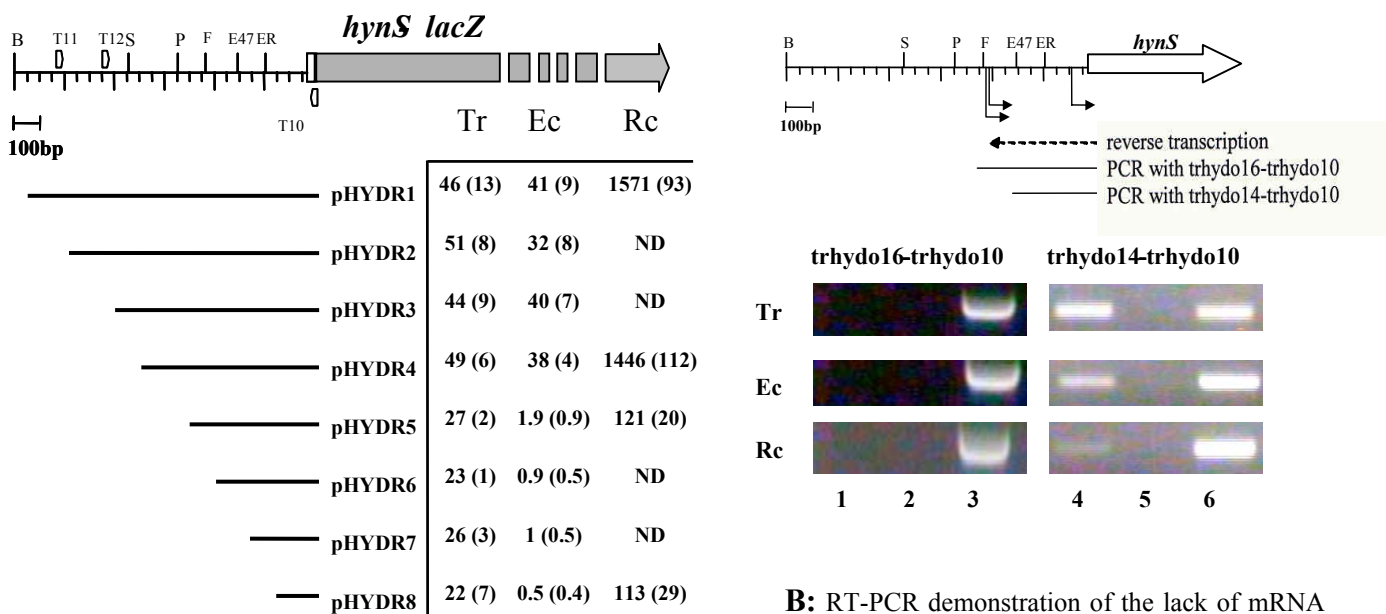 hynS lacZ
B T11 T12 S P F E47 ER
T10
100bp
Tr Ec Rc
pHYDR1 46 (13) 41 (9) 1571 (93)
pHYDR2 51 (8) 32 (8) ND
pHYDR3 44 (9) 40 (7) ND
pHYDR4 49 (6) 38 (4) 1446 (112)
pHYDR5 27 (2) 1.9 (0.9) 121 (20)
pHYDR6 23 (1) 0.9 (0.5) ND
pHYDR7 26 (3) 1 (0.5) ND
pHYDR8 22 (7) 0.5 (0.4) 113 (29)
B S P F E47 ER hynS
100bp
reverse transcription
PCR with trhydo16-trhydo10
PCR with trhydo14-trhydo10
trhydo16-trhydo10 trhydo14-trhydo10
Tr
Ec
Rc
1 2 3 4 5 6
B: RT-PCR demonstration of the lack of mRNA